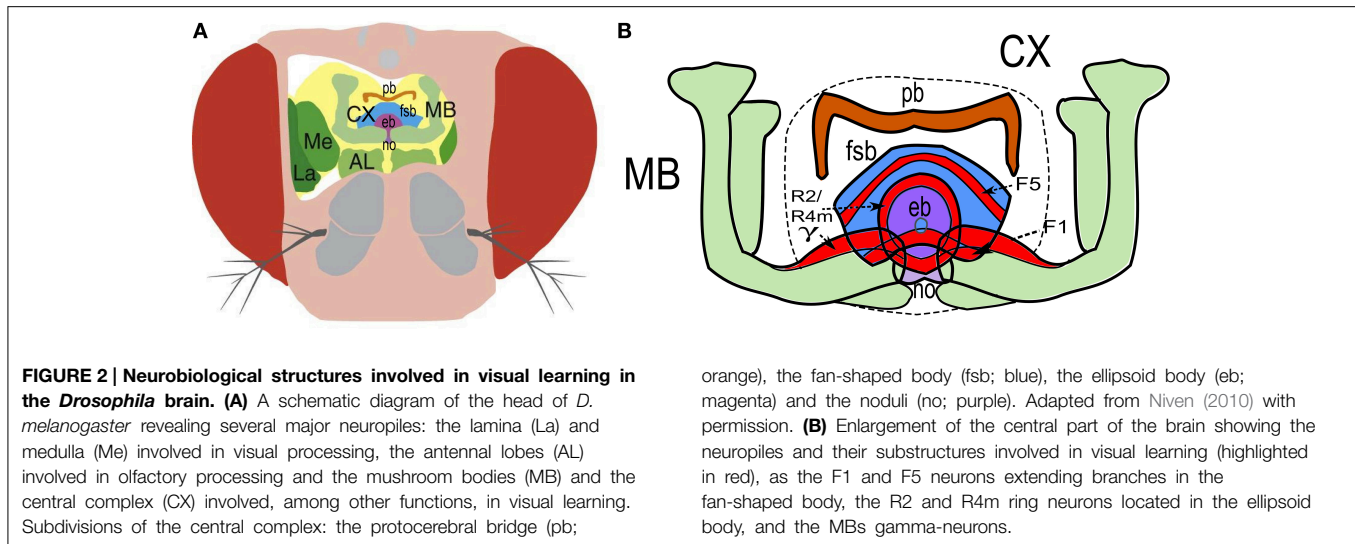 A
pb
CX
fsb
MB
eb
Me
no
AL
La
B
CX
pb
MB
fsb
F5
R2/
R4m
eb
γ
F1
no
FIGURE 2 | Neurobiological structures involved in visual learning in
the Drosophila brain. (A) A schematic diagram of the head of D.
melanogaster revealing several major neuropiles: the lamina (La) and
medulla (Me) involved in visual processing, the antennal lobes (AL)
involved in olfactory processing and the mushroom bodies (MB) and the
central complex (CX) involved, among other functions, in visual learning.
Subdivisions of the central complex: the protocerebral bridge (pb;
orange), the fan-shaped body (fsb; blue), the ellipsoid body (eb;
magenta) and the noduli (no; purple). Adapted from Niven (2010) with
permission. (B) Enlargement of the central part of the brain showing the
neuropiles and their substructures involved in visual learning (highlighted
in red), as the F1 and F5 neurons extending branches in the
fan-shaped body, the R2 and R4m ring neurons located in the ellipsoid
body, and the MBs gamma-neurons.